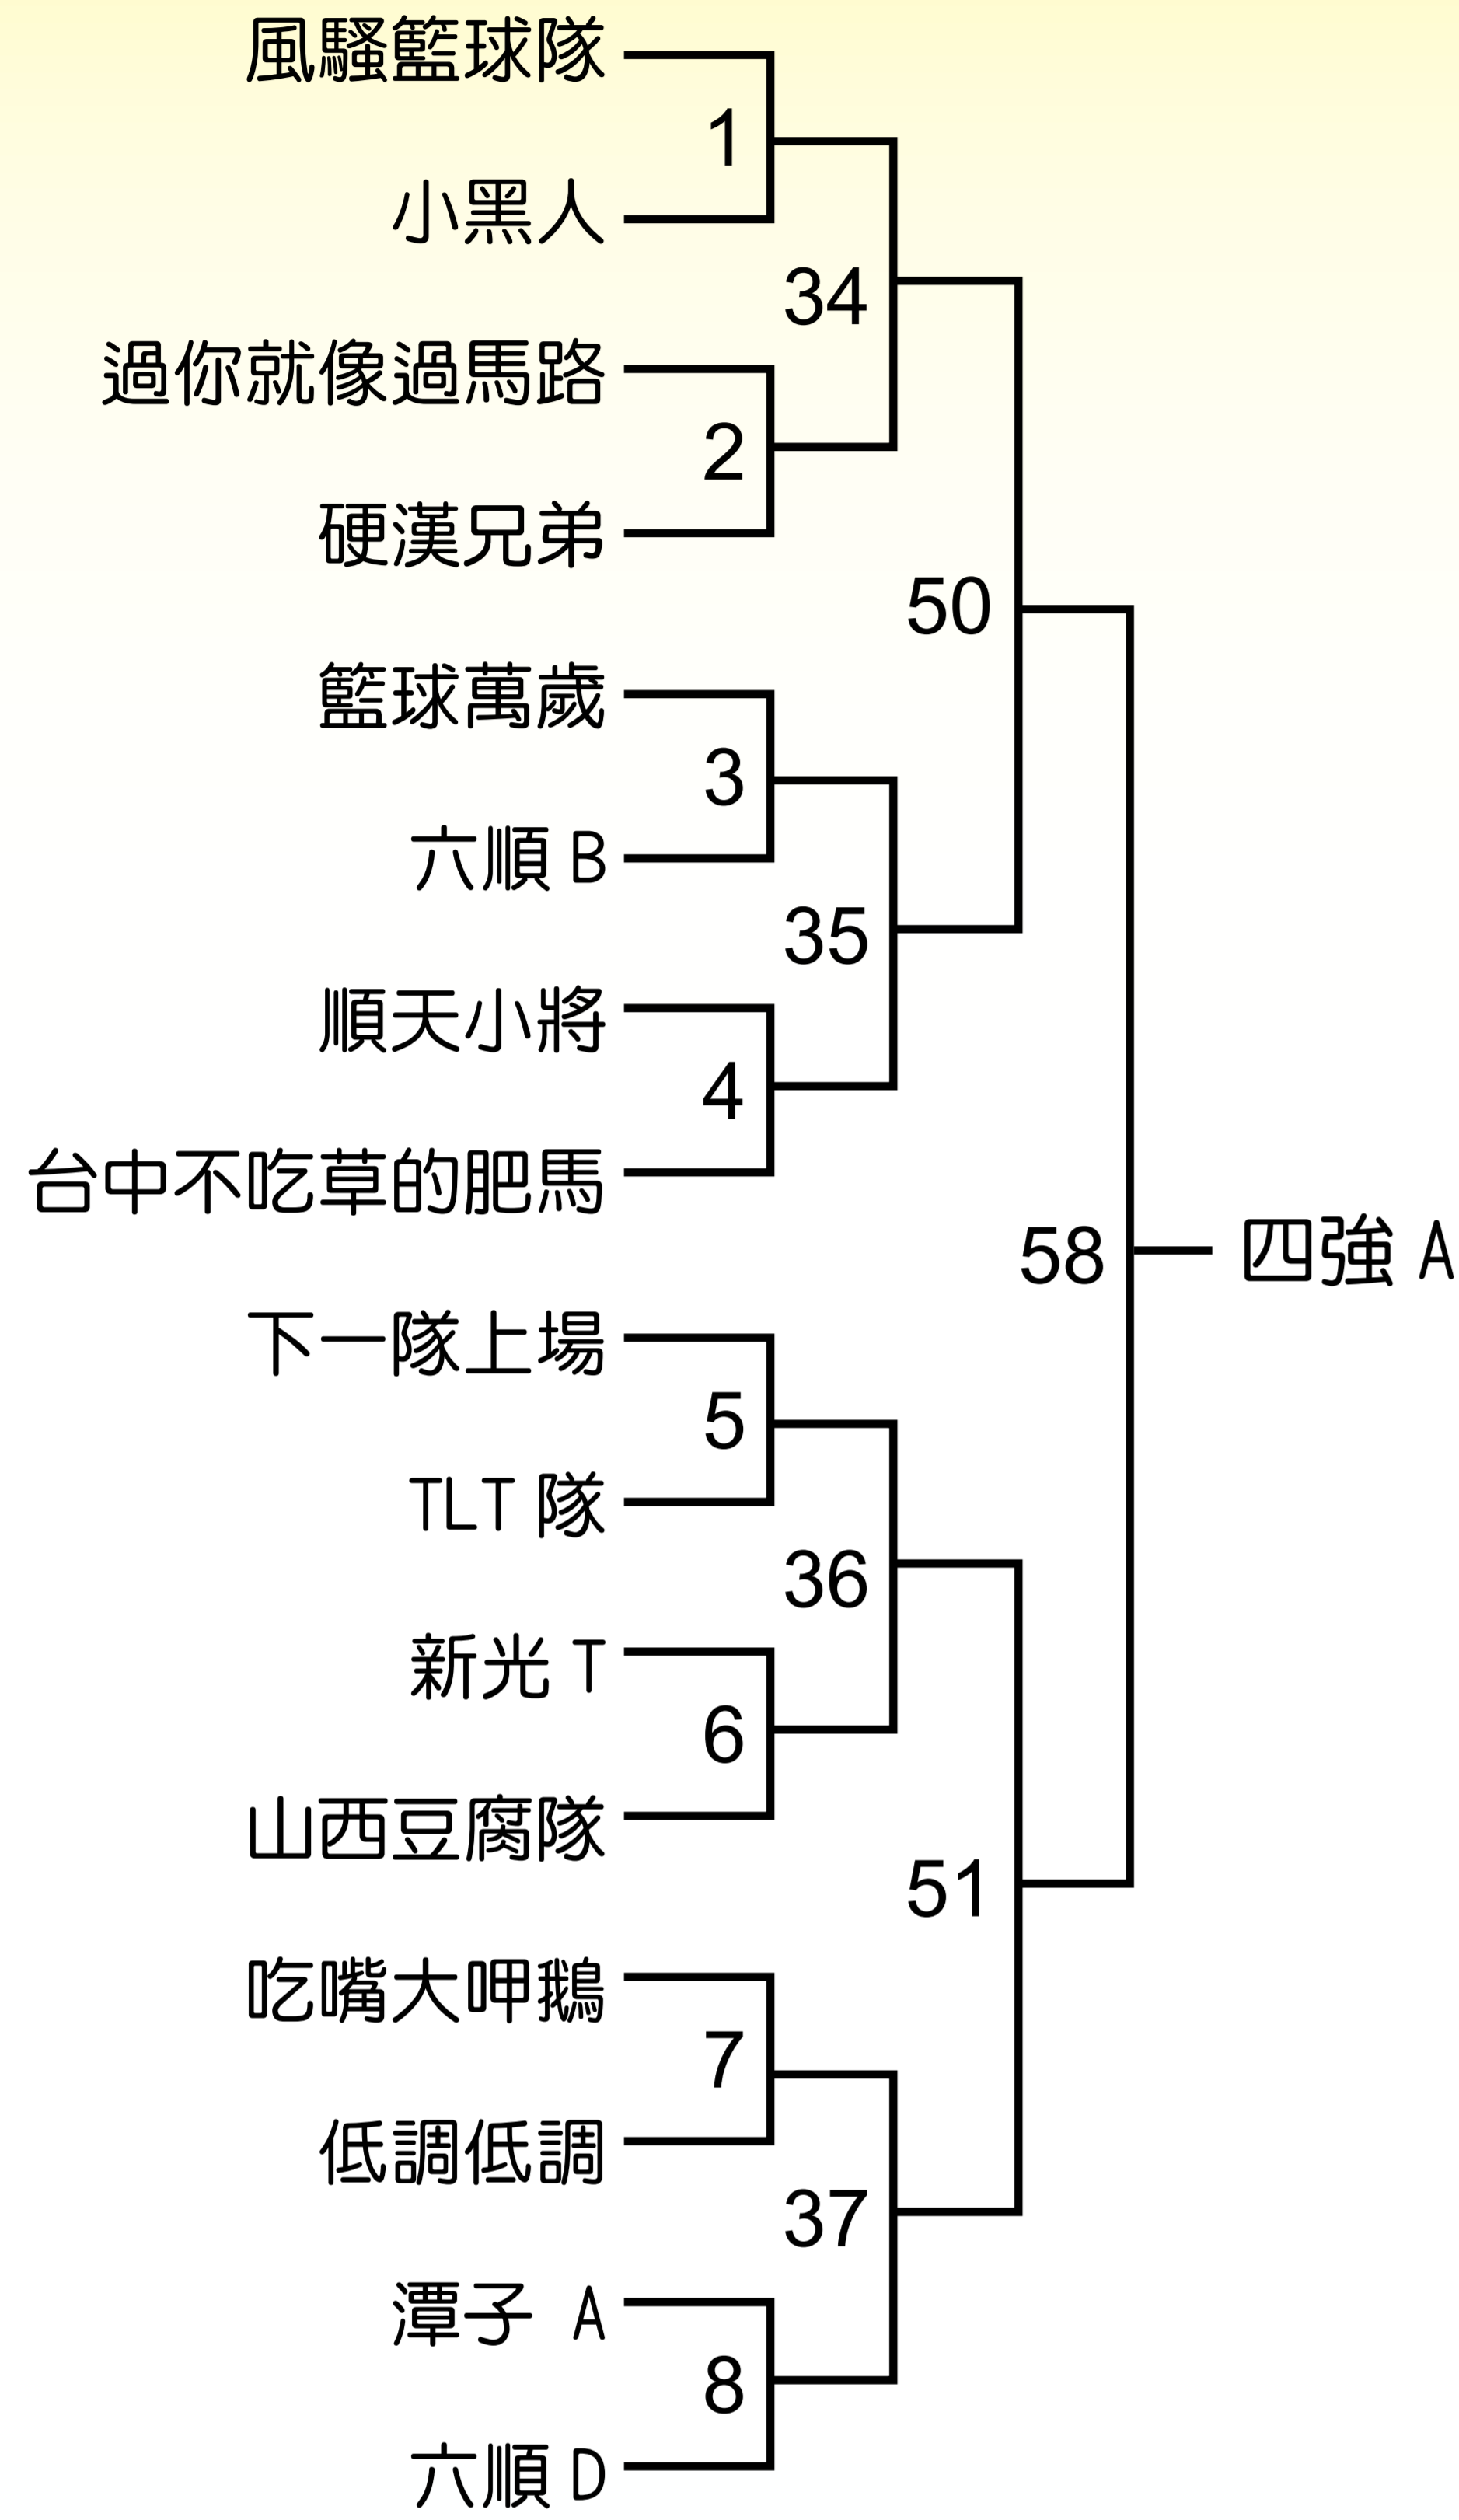 颶風籃球隊
1
小黑人
34
迷你就像過馬路
2
硬漢兄弟
50
籃球萬歲
3
六順 B
35
順天小將
4
台中不吃草的肥馬
58
四強 A
下一隊上場
5
TLT 隊
36
新光 T
6
山西豆腐隊
51
吃嘴大呷鴂
7
低調低調
37
潭子 A
8
六順 D